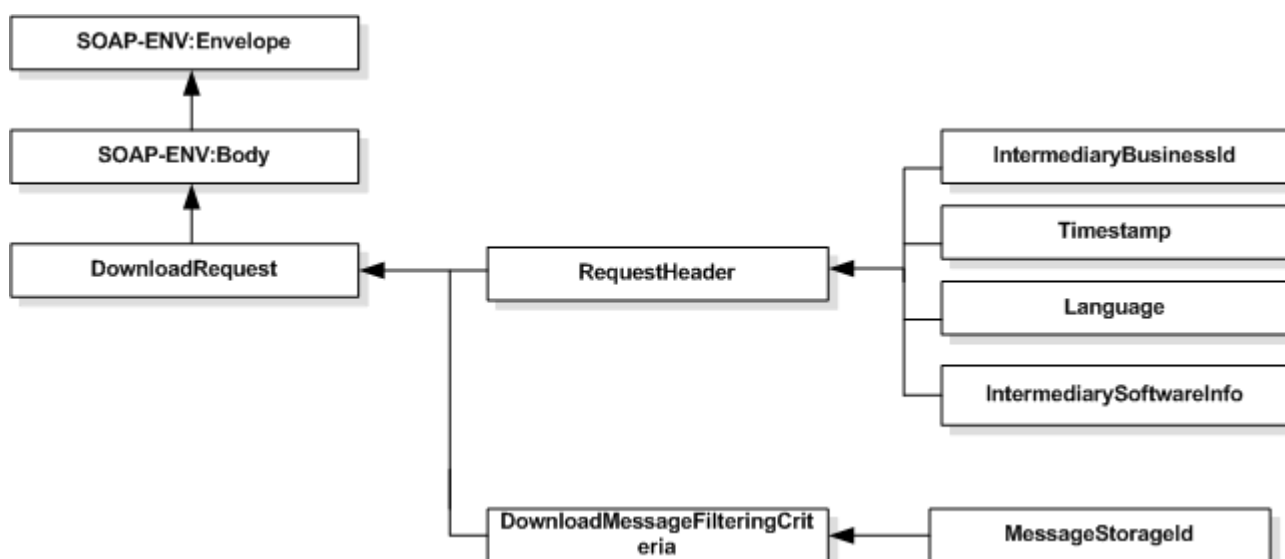 SOAP-ENV:Envelope
SOAP-ENV:Body
IntermediaryBusinessId
Timestamp
DownloadRequest
RequestHeader
Language
IntermediarySoftwareInfo
DownloadMessageFilteringCrit
eria
MessageStorageId